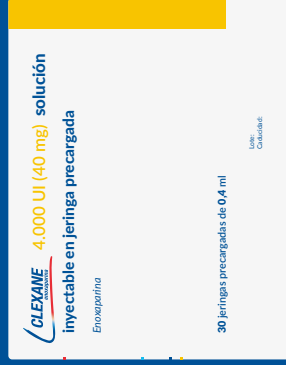 CLEXANE 4.000 UI (40 mg) solución
enoxaparina
inyectable en jeringa precargada
Enoxaparina
30 jeringas precargadas de 0,4 ml
Lote:
Caducidad: